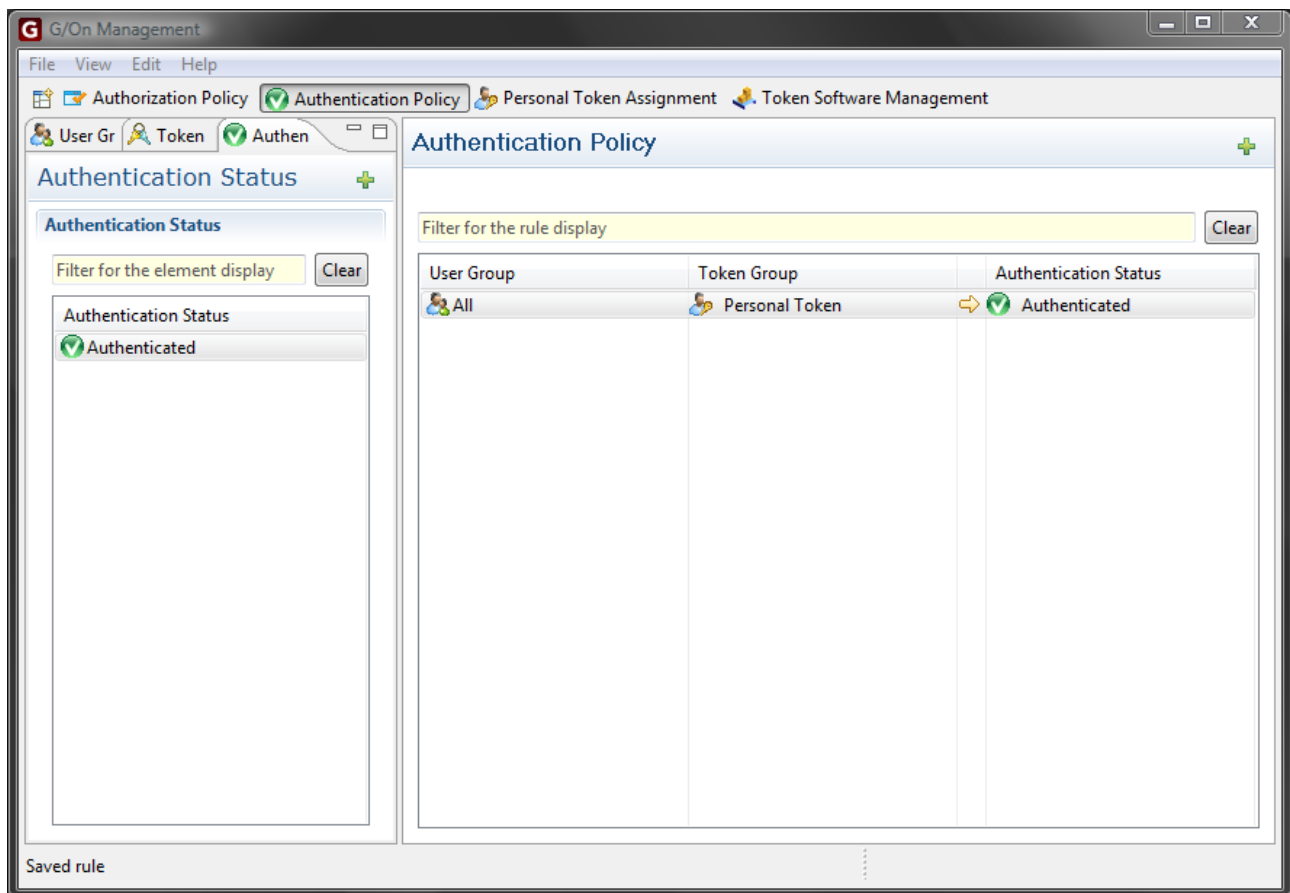 G G/On Management
File View Edit Help
Authorization Policy Authentication Policy Personal Token Assignment Token Software Management
User Gr Token Authen
Authentication Status
Authentication Status
Filter for the element display Clear
Authentication Status
Authenticated
Authentication Policy
Filter for the rule display Clear
User Group Token Group Authentication Status
All Personal Token Authenticated
Saved rule